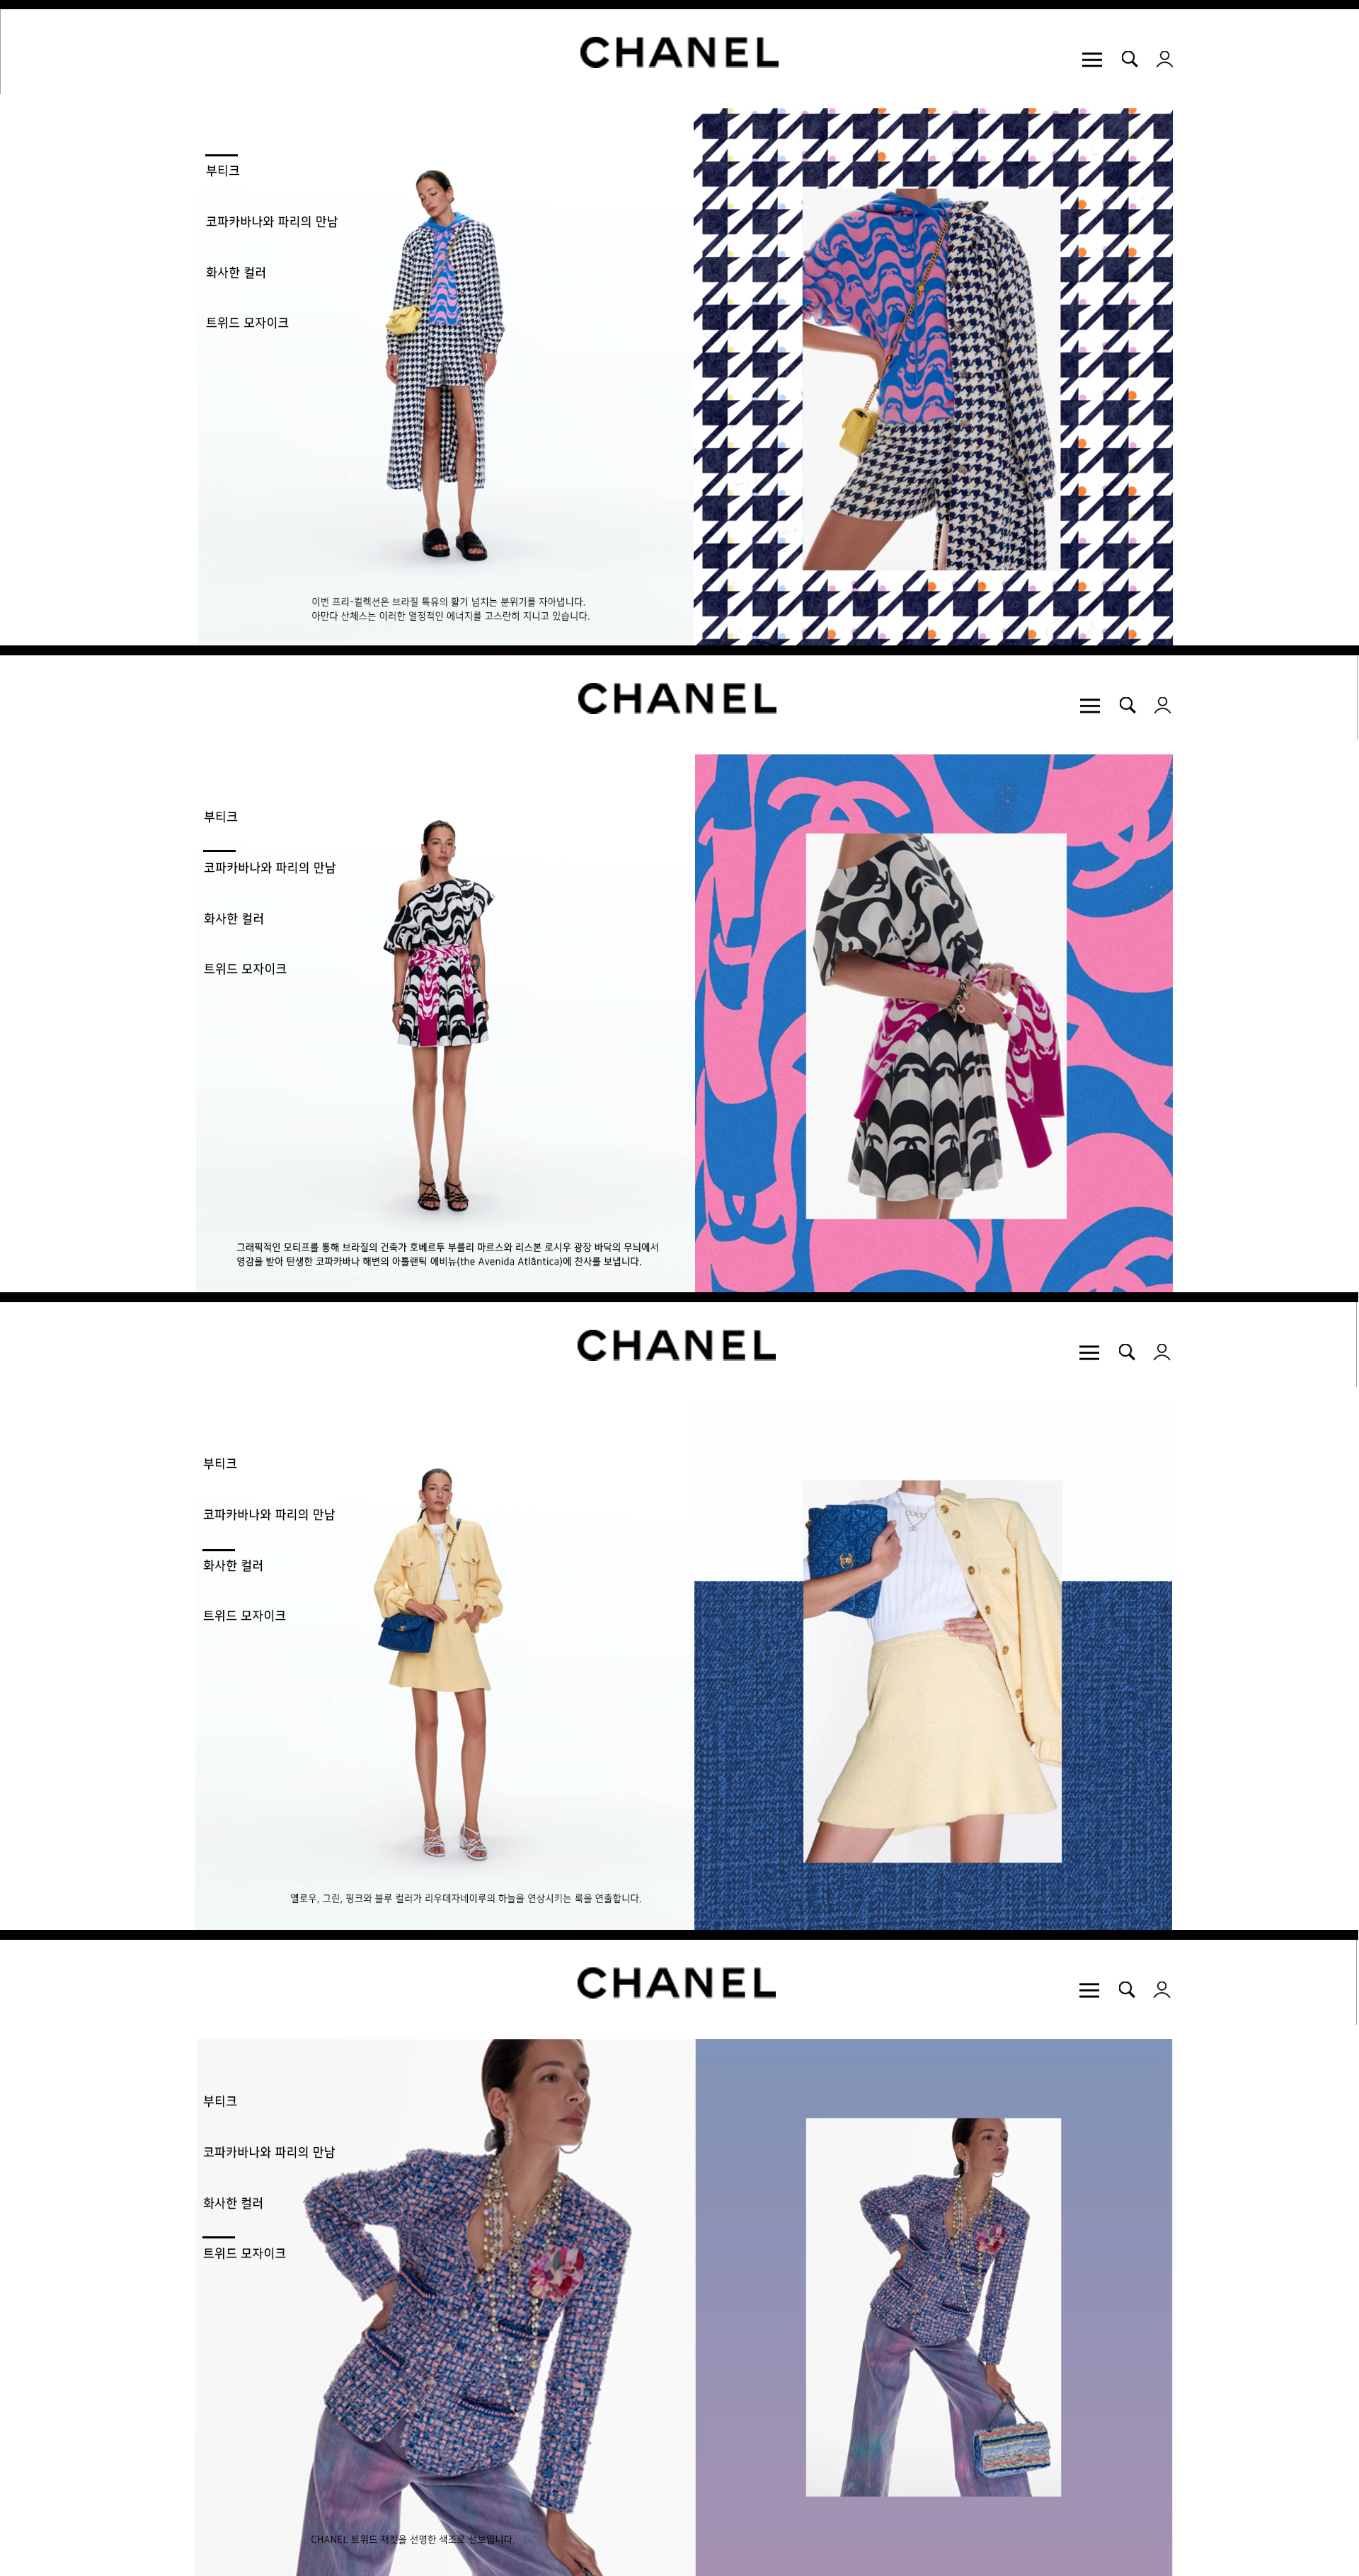 CHANEL
부티크
코파카바나와 파리의 만남
화사한 컬러
트위드 모자이크
이번 프리-컬렉션은 브라질 특유의 활기 넘치는 분위기를 자아냅니다.
아만다 산체스는 이러한 열정적인 에너지를 고스란히 지니고 있습니다.
CHANEL
부티크
코파카바나와 파리의 만남
화사한 컬러
트위드 모자이크
그래픽적인 모티프를 통해 브라질의 건축가 호베르투 부를리 마르스와 리스본 로시우 광장 바닥의 무늬에서
영감을 받아 탄생한 코파카바나 해변의 아틀랜틱 에비뉴(the Avenida Atlântica)에 찬사를 보냅니다.
CHANEL
부티크
코파카바나와 파리의 만남
화사한 컬러
트위드 모자이크
옐로우, 그린, 핑크와 블루 컬러가 리우데자네이루의 하늘을 연상시키는 룩을 연출합니다.
CHANEL
부티크
코파카바나와 파리의 만남
화사한 컬러
트위드 모자이크
CHANEL 트위드 재킷을 선명한 색조로 선보입니다.